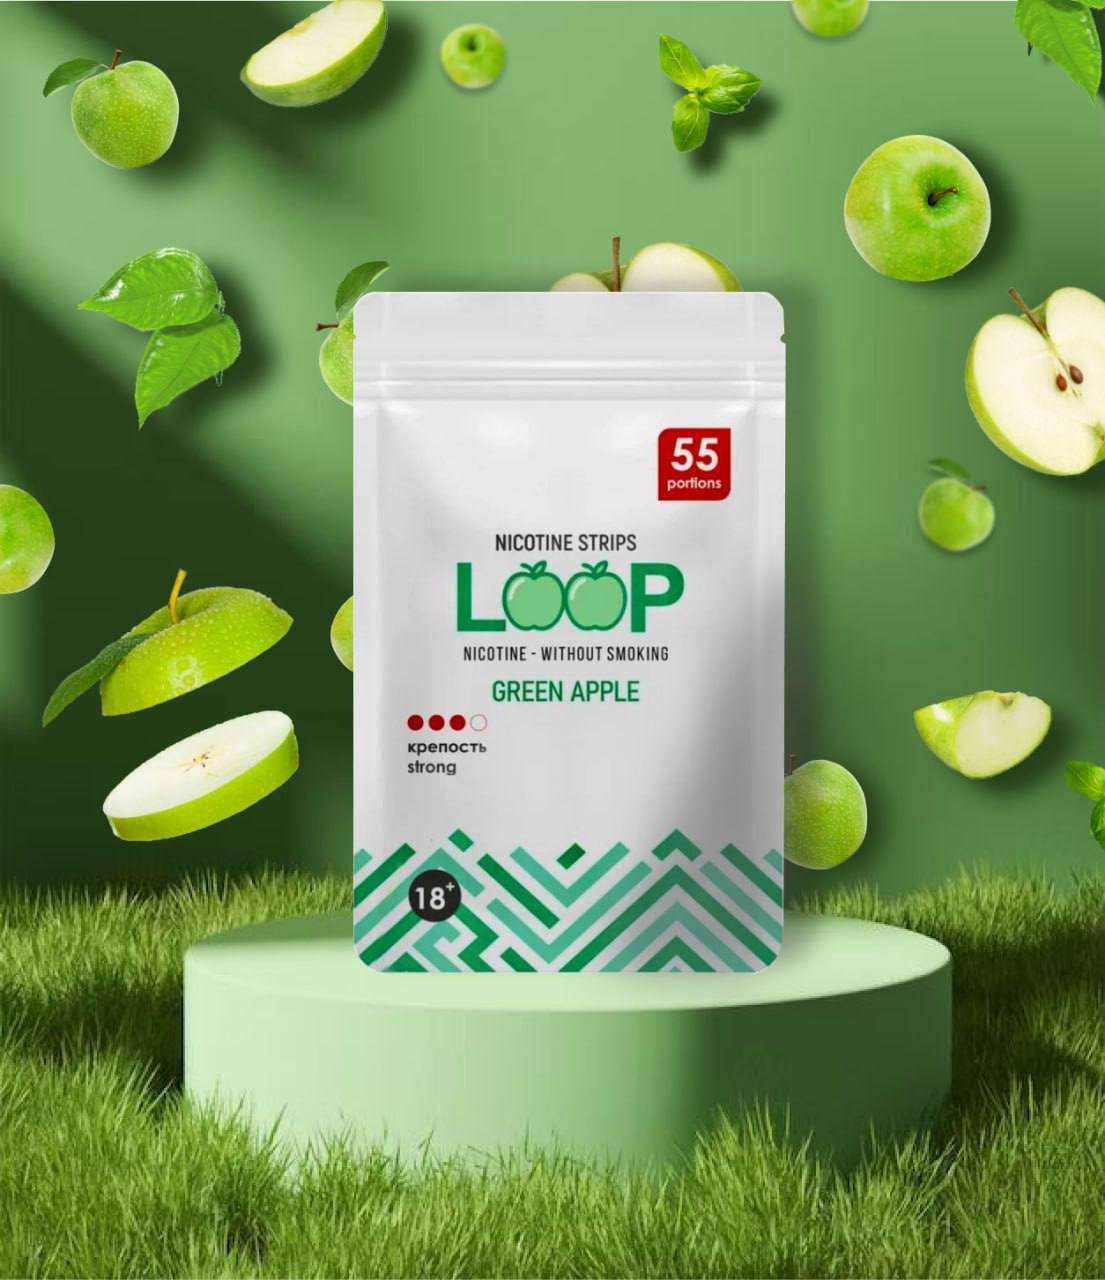 55
portions
NICOTINE STRIPS
LOOP
NICOTINE - WITHOUT SMOKING
GREEN APPLE
крепость
strong
18+